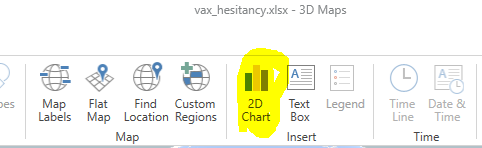 vax_hesitancy.xlsx - 3D Maps
pes
Map Labels
Flat Map
Find Location
Custom Regions
2D Chart
Text Box
Legend
Time Line
Date & Time
Map
Insert
Time